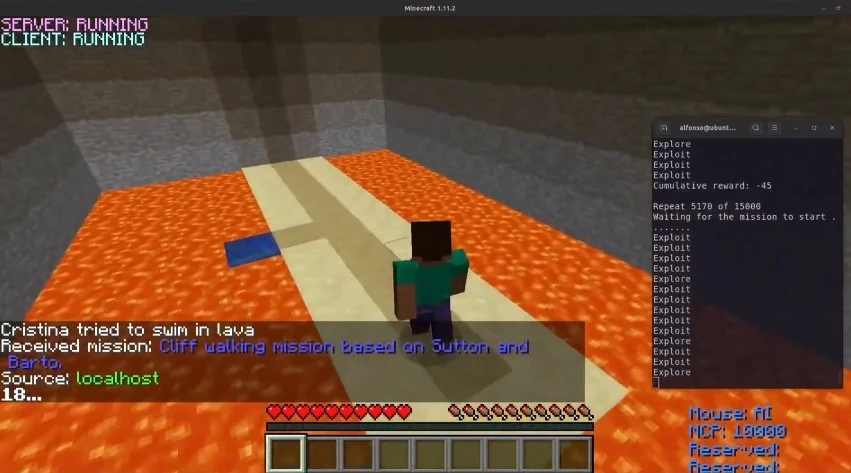 Minecraft 1.11.2
SERVER: RUNNING
CLIENT: RUNNING
alfonso@ubunt...
Explore
Exploit
Exploit
Exploit
Cumulative reward: -45
Repeat 5170 of 15000
Waiting for the mission to start .
.......
Exploit
Exploit
Exploit
Exploit
Explore
Exploit
Exploit
Exploit
Exploit
Exploit
Explore
Exploit
Exploit
Explore
Cristina tried to swim in lava
Received mission: Cliff walking mission based on Sutton and
Barto.
Source: localhost
18...
Mouse: AI
MCP: 10000
Reserved:
Reserved: